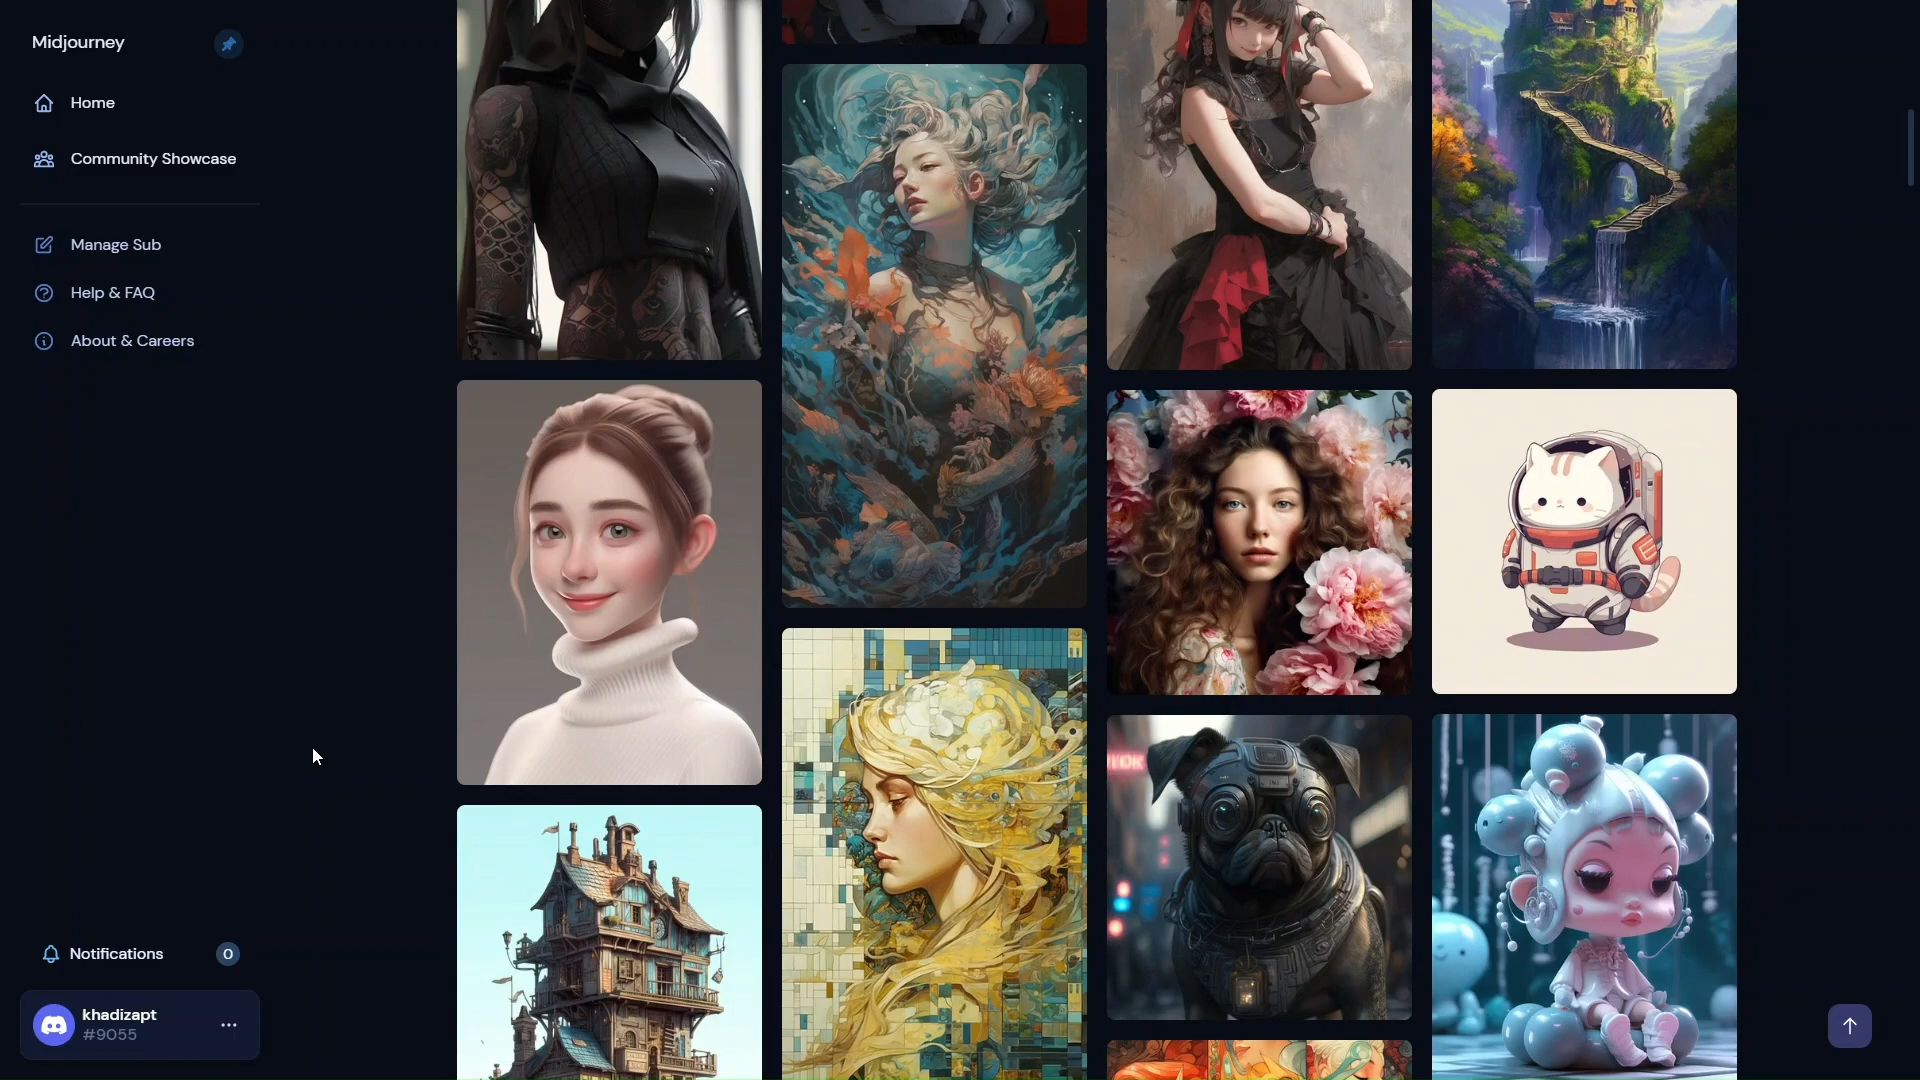 Midjourney
Home
Community Showcase
Manage Sub
Help & FAQ
About & Careers
Notifications
0
khadizapt
#9055